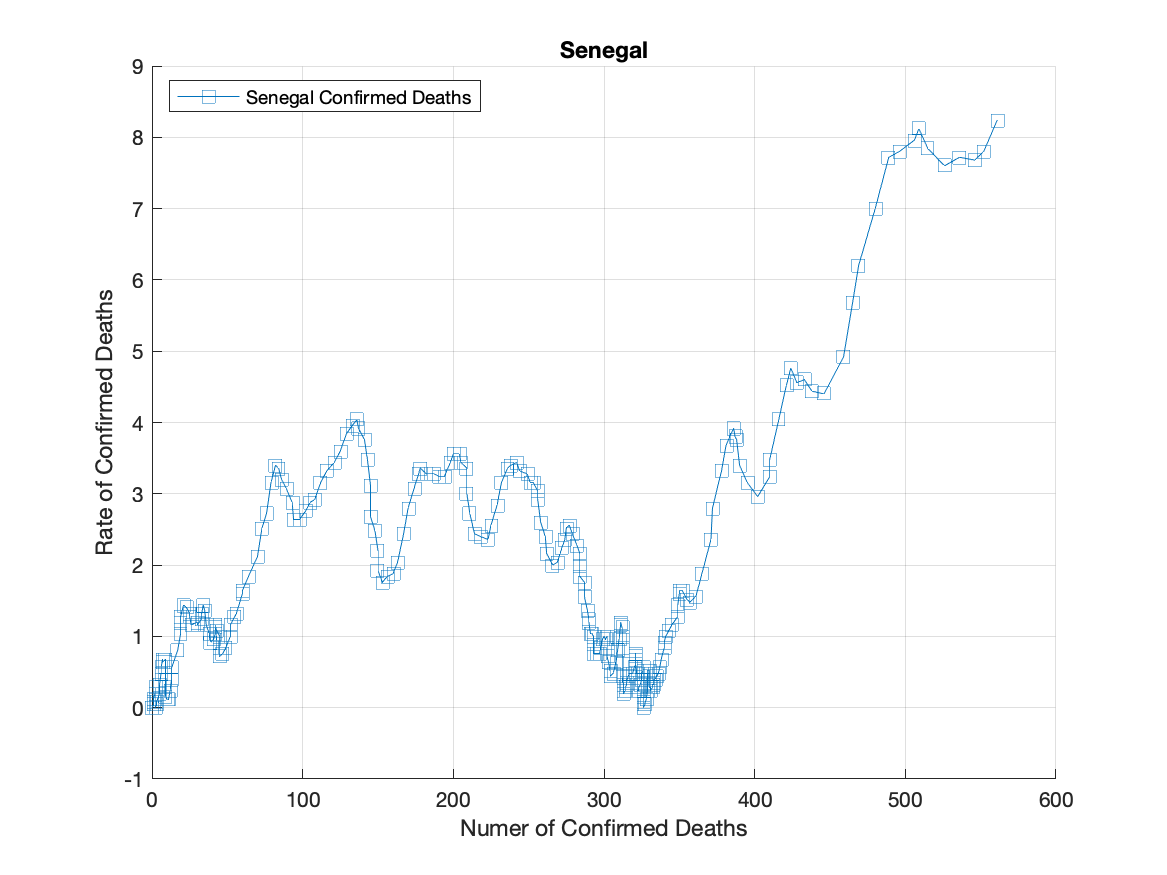 Senegal
Senegal Confirmed Deaths
9
8
7
6
5
4
3
2
1
0
-1
Rate of Confirmed Deaths
0 100 200 300 400 500 600
Numer of Confirmed Deaths